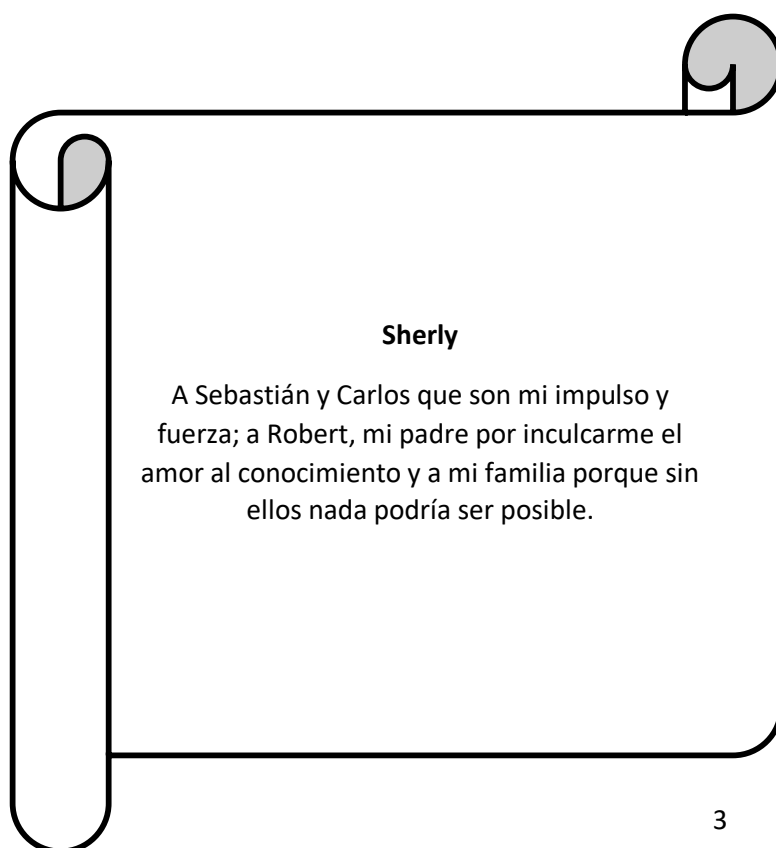 Sherly
A Sebastián y Carlos que son mi impulso y
fuerza; a Robert, mi padre por inculcarme el
amor al conocimiento y a mi familia porque sin
ellos nada podría ser posible.
3